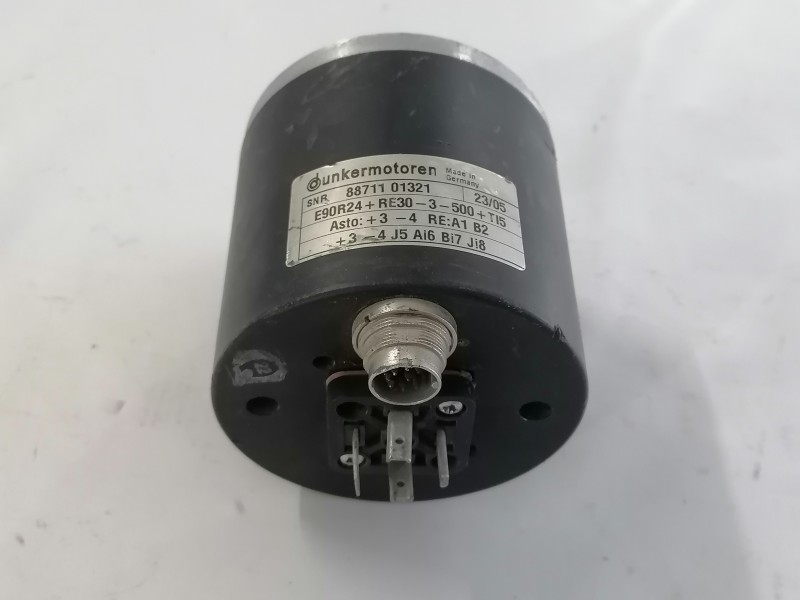 dunkermotoren Made in Germany
SNR 88711 01321 23/05
E90R24+RE30-3-500+TI5
Asto: +3 -4 RE:A1 B2
+3 -4 J5 Ai6 Bi7 Ji8